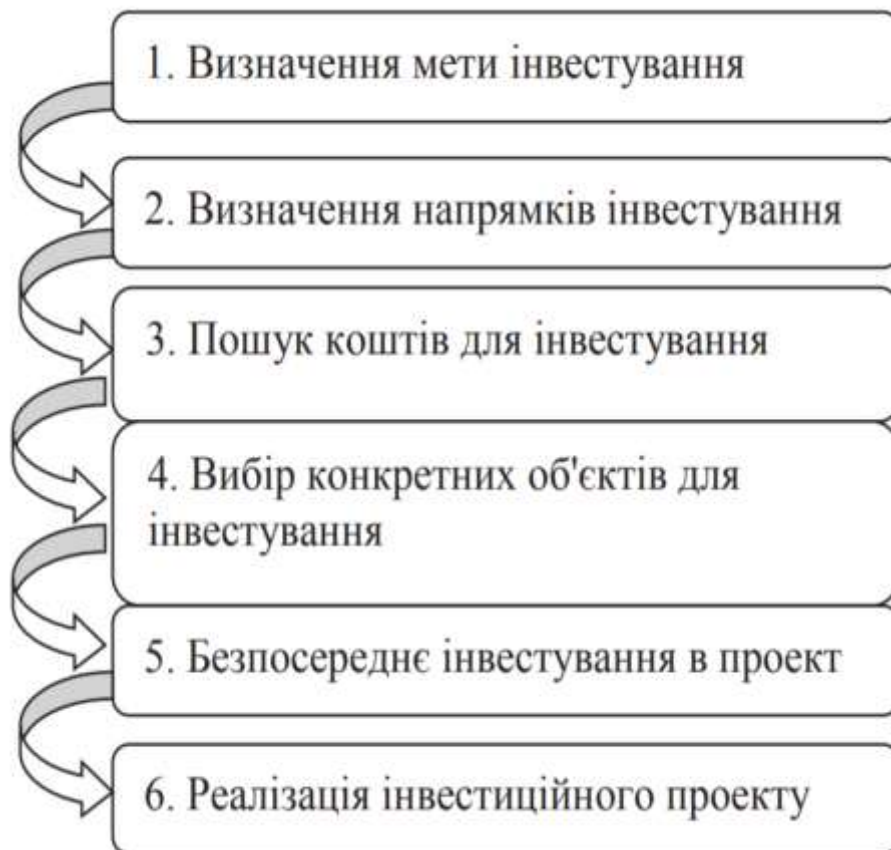 1. Визначення мети інвестування
2. Визначення напрямків інвестування
3. Пошук коштів для інвестування
4. Вибір конкретних об'єктів для
інвестування
5. Безпосереднє інвестування в проект
6. Реалізація інвестиційного проекту